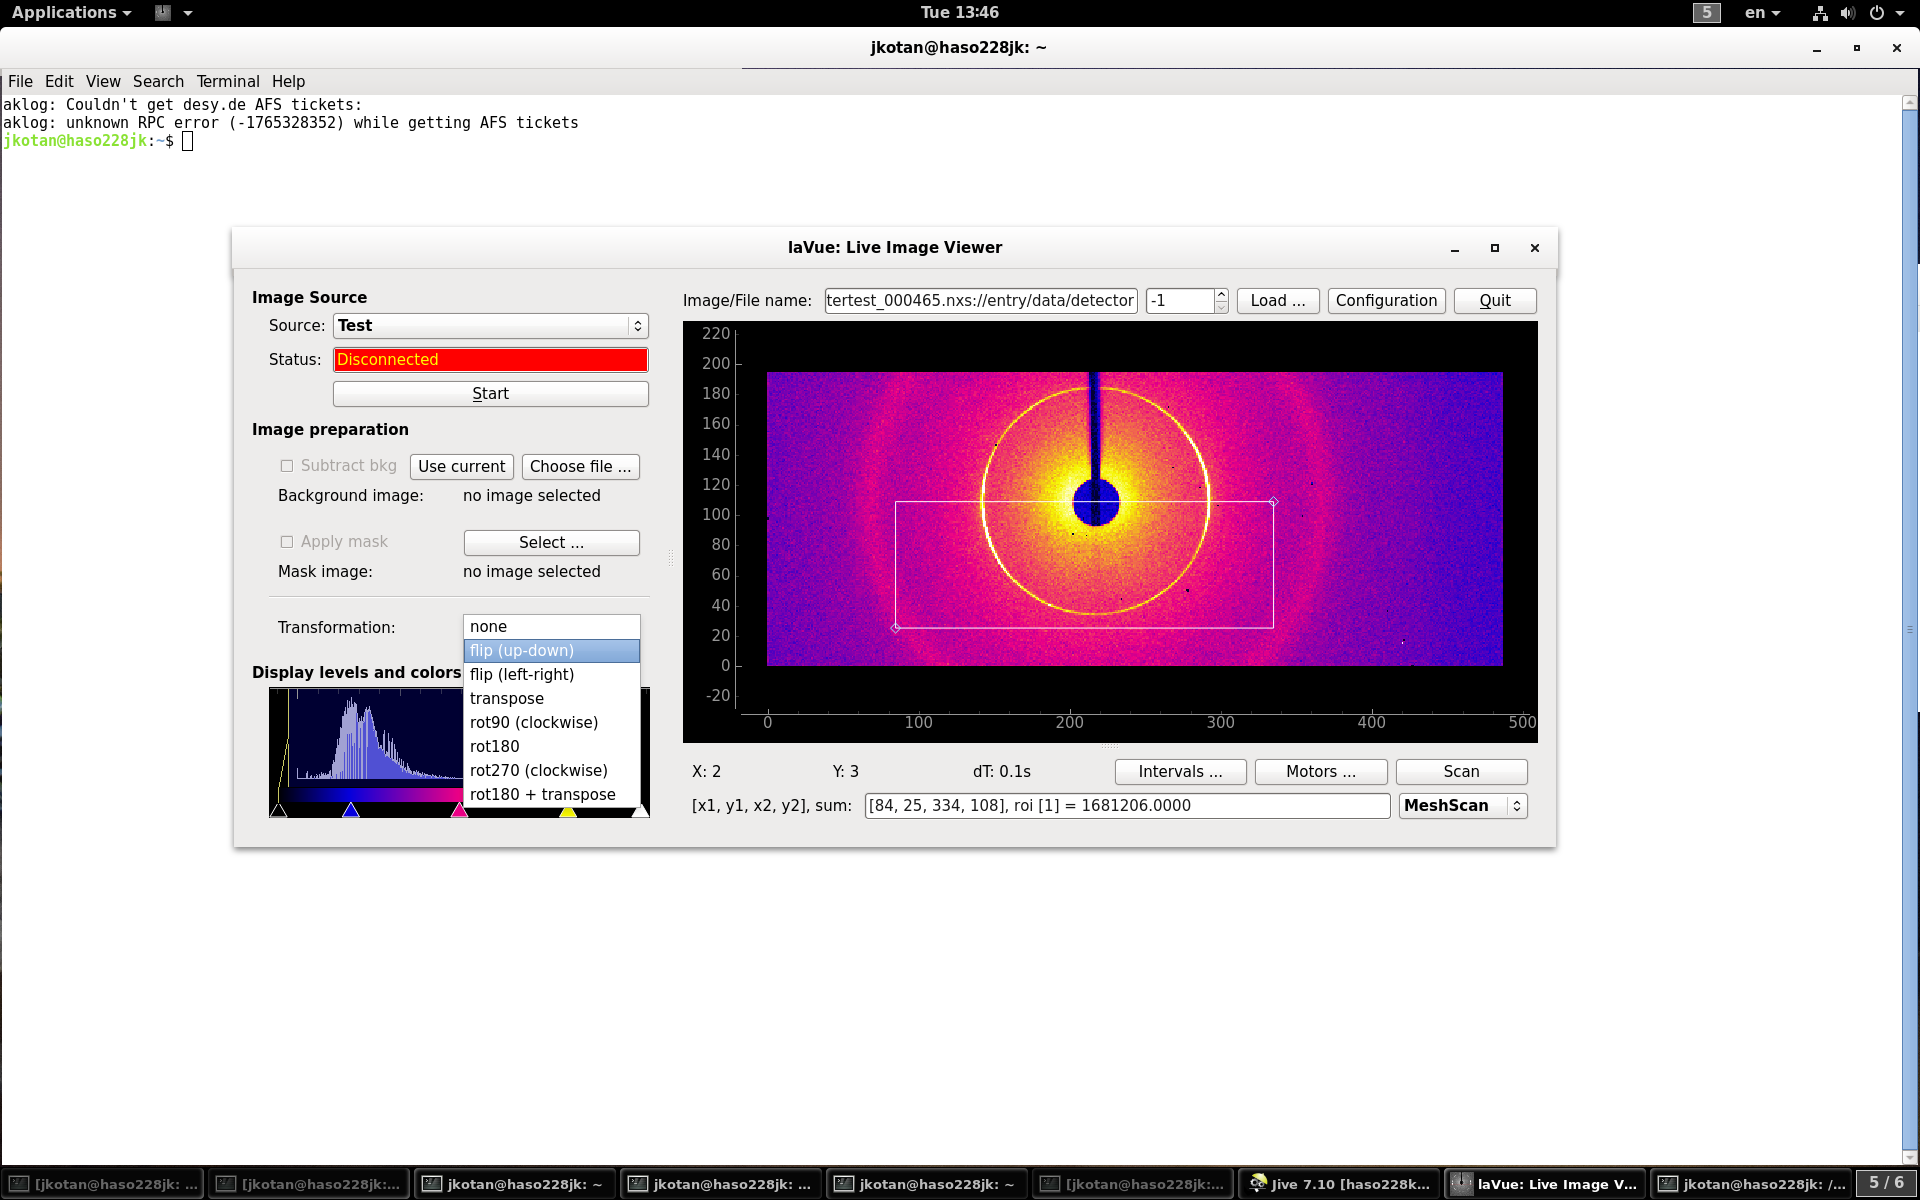 Applications
Tue 13:46
5
en
jkotan@haso228jk: ~
File Edit View Search Terminal Help
aklog: Couldn't get desy.de AFS tickets:
aklog: unknown RPC error (-1765328352) while getting AFS tickets
jkotan@haso228jk:~$
laVue: Live Image Viewer
Image Source
Source: Test
Status: Disconnected
Start
Image preparation
Subtract bkg Use current Choose file ...
Background image: no image selected
Apply mask Select ...
Mask image: no image selected
Transformation:
none
flip (up-down)
flip (left-right)
transpose
rot90 (clockwise)
rot180
rot270 (clockwise)
rot180 + transpose
Display levels and colors
Image/File name: tertest_000465.nxs://entry/data/detector -1 Load ... Configuration Quit
220
200
180
160
140
120
100
80
60
40
20
0
-20
0 100 200 300 400 500
X: 2 Y: 3 dT: 0.1s Intervals ... Motors ... Scan
[x1, y1, x2, y2], sum: [84, 25, 334, 108], roi [1] = 1681206.0000 MeshScan
[jkotan@haso228jk: ... [jkotan@haso228jk:... jkotan@haso228jk: ~ jkotan@haso228jk: ... jkotan@haso228jk: ~ [jkotan@haso228jk:... Jive 7.10 [haso228k... laVue: Live Image V... jkotan@haso228jk: /... 5 / 6